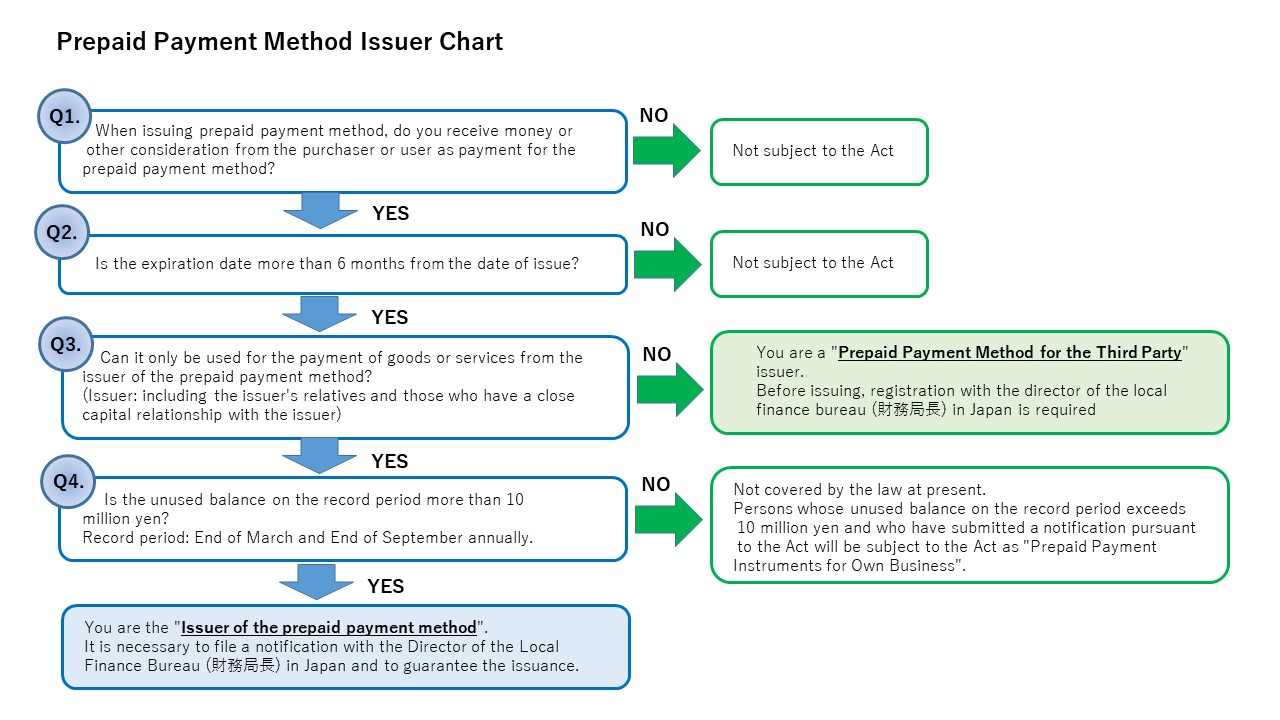 Prepaid Payment Method Issuer Chart
Q1.
When issuing prepaid payment method, do you receive money or
other consideration from the purchaser or user as payment for the
prepaid payment method?
NO
Not subject to the Act
YES
Q2.
Is the expiration date more than 6 months from the date of issue?
NO
Not subject to the Act
YES
Q3.
Can it only be used for the payment of goods or services from the
issuer of the prepaid payment method?
(Issuer: including the issuer's relatives and those who have a close
capital relationship with the issuer)
NO
You are a "Prepaid Payment Method for the Third Party"
issuer.
Before issuing, registration with the director of the local
finance bureau (財務局長) in Japan is required
YES
Q4.
Is the unused balance on the record period more than 10
million yen?
Record period: End of March and End of September annually.
NO
Not covered by the law at present.
Persons whose unused balance on the record period exceeds
10 million yen and who have submitted a notification pursuant
to the Act will be subject to the Act as "Prepaid Payment
Instruments for Own Business".
YES
You are the "Issuer of the prepaid payment method".
It is necessary to file a notification with the Director of the Local
Finance Bureau (財務局長) in Japan and to guarantee the issuance.